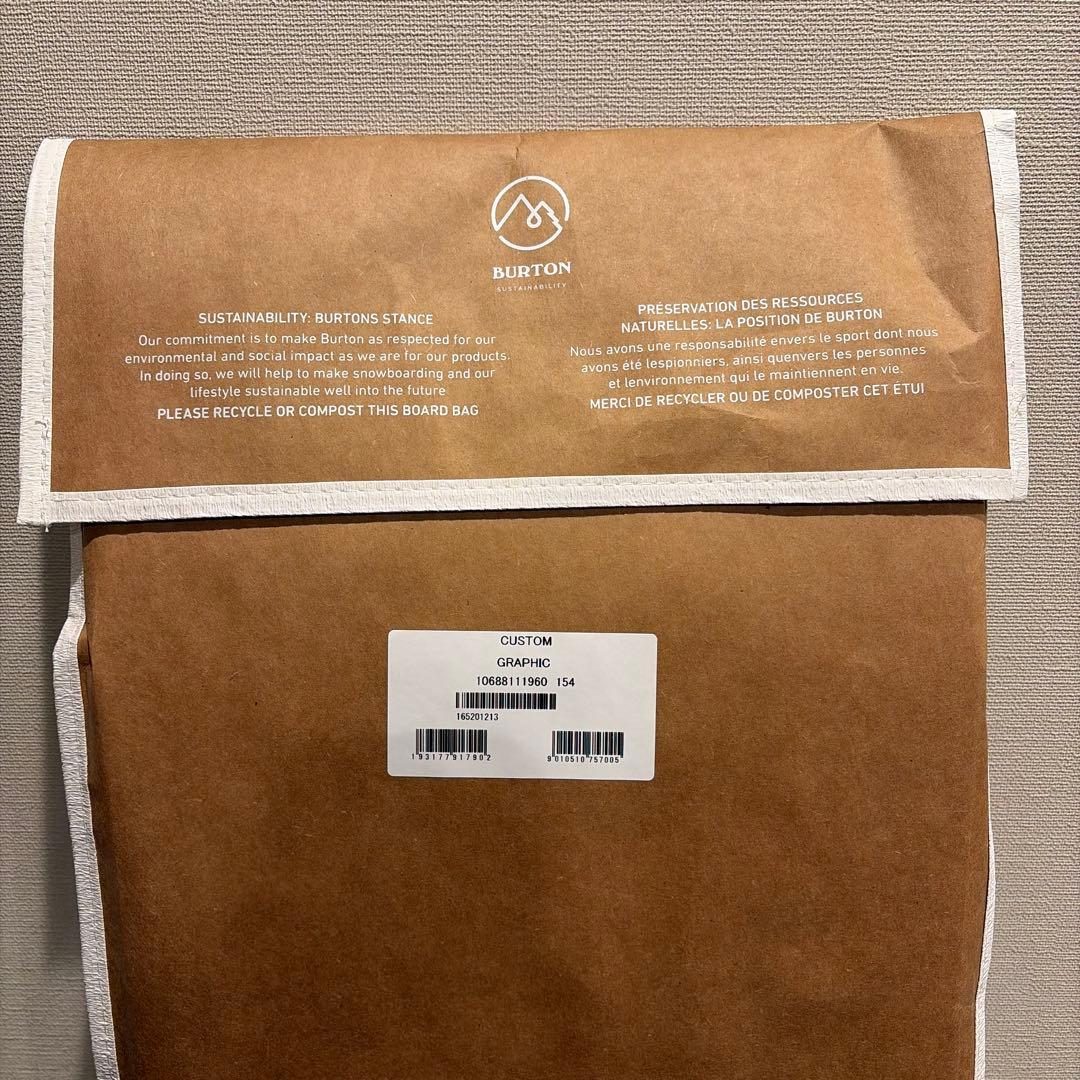 BURTON
SUSTAINABILITY
SUSTAINABILITY: BURTONS STANCE
Our commitment is to make Burton as respected for our
environmental and social impact as we are for our products.
In doing so, we will help to make snowboarding and our
lifestyle sustainable well into the future
PLEASE RECYCLE OR COMPOST THIS BOARD BAG
PRÉSERVATION DES RESSOURCES
NATURELLES: LA POSITION DE BURTON
Nous avons une responsabilité envers le sport dont nous
avons été lespionniers, ainsi quenvers les personnes
et lenvironnement qui le maintiennent en vie.
MERCI DE RECYCLER OU DE COMPOSTER CET ÉTUI
CUSTOM
GRAPHIC
10688111960 154
165201213
193177917902
9010510757005